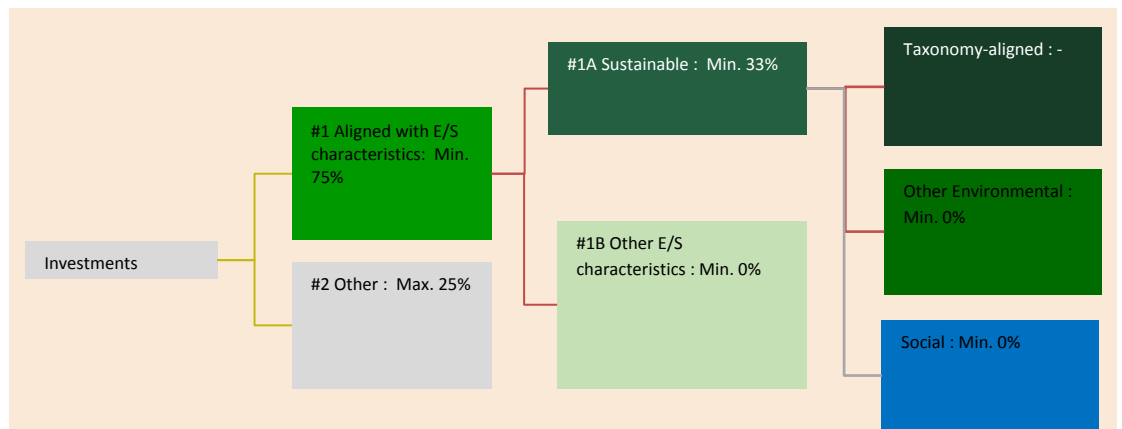 Investments
#1 Aligned with E/S
characteristics: Min.
75%
#2 Other : Max. 25%
#1A Sustainable : Min. 33%
#1B Other E/S
characteristics : Min. 0%
Taxonomy-aligned : -
Other Environmental :
Min. 0%
Social : Min. 0%